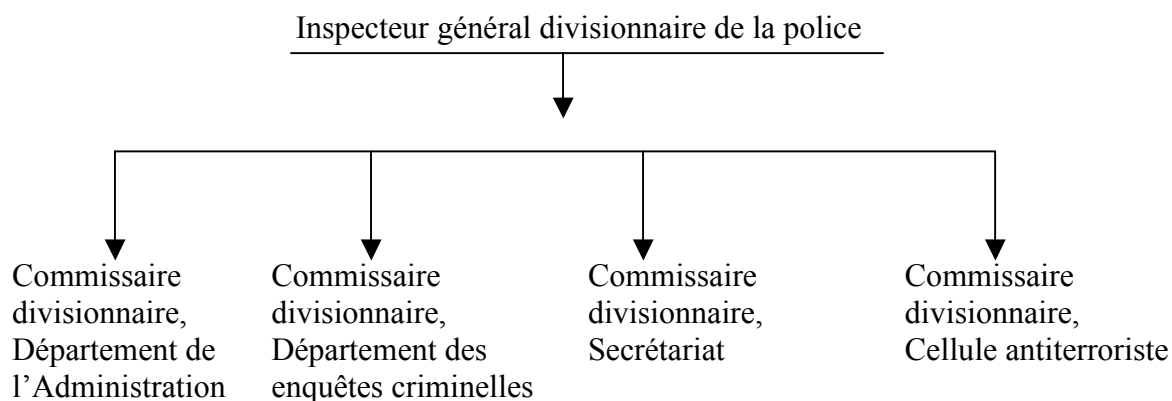 Inspecteur général divisionnaire de la police
Commissaire
divisionnaire,
Département de
l’Administration
Commissaire
divisionnaire,
Département des
enquêtes criminelles
Commissaire
divisionnaire,
Secrétariat
Commissaire
divisionnaire,
Cellule antiterroriste